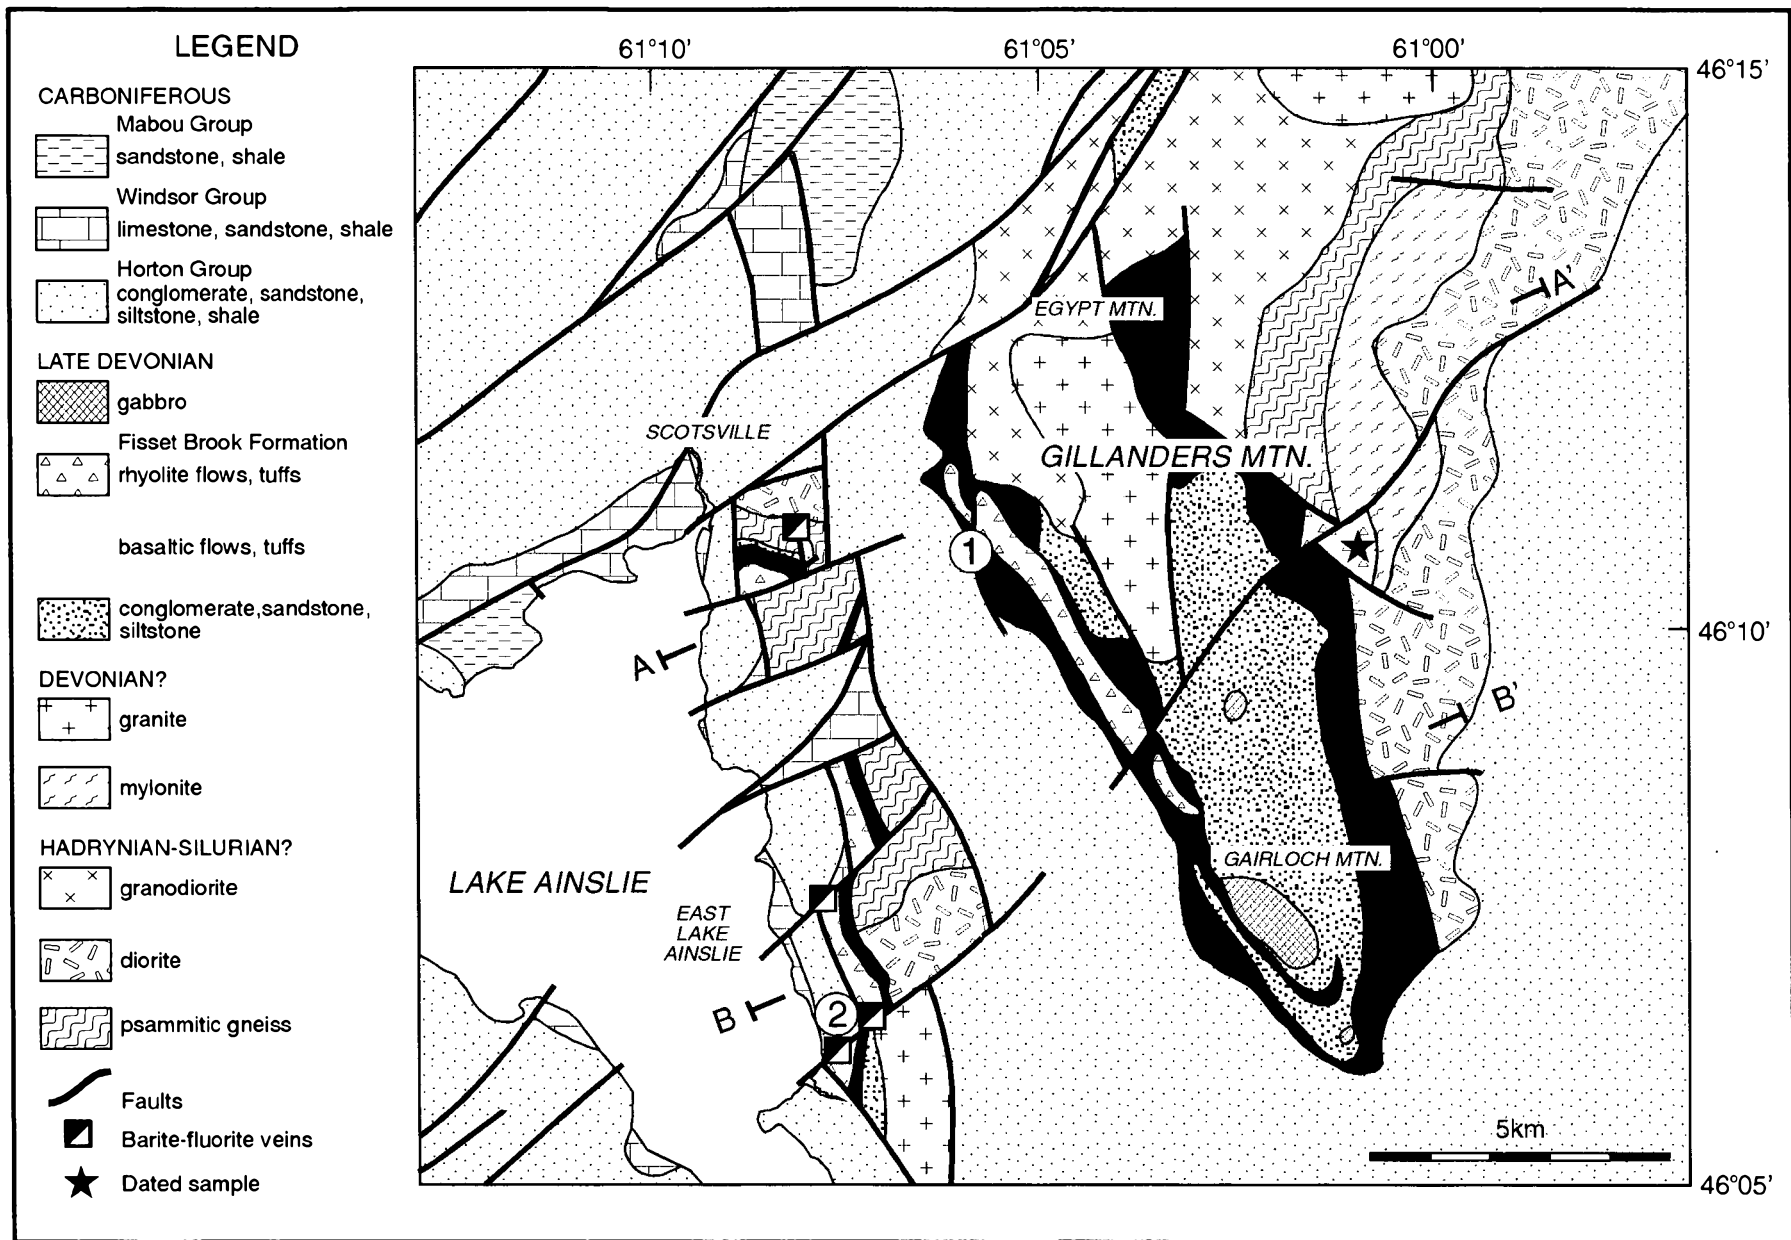 LEGEND
CARBONIFEROUS
Mabou Group
sandstone, shale
Windsor Group
limestone, sandstone, shale
Horton Group
conglomerate, sandstone,
siltstone, shale
LATE DEVONIAN
gabbro
Fisset Brook Formation
rhyolite flows, tuffs
basaltic flows, tuffs
conglomerate,sandstone,
siltstone
DEVONIAN?
granite
mylonite
HADRYNIAN-SILURIAN?
granodiorite
diorite
psammitic gneiss
Faults
Barite-fluorite veins
Dated sample
61°10'
61°05'
61°00'
46°15'
A'
EGYPT MTN.
SCOTSVILLE
GILLANDERS MTN.
1
46°10'
A
B'
GAIRLOCH MTN.
LAKE AINSLIE
EAST
LAKE
AINSLIE
B
2
5km
46°05'